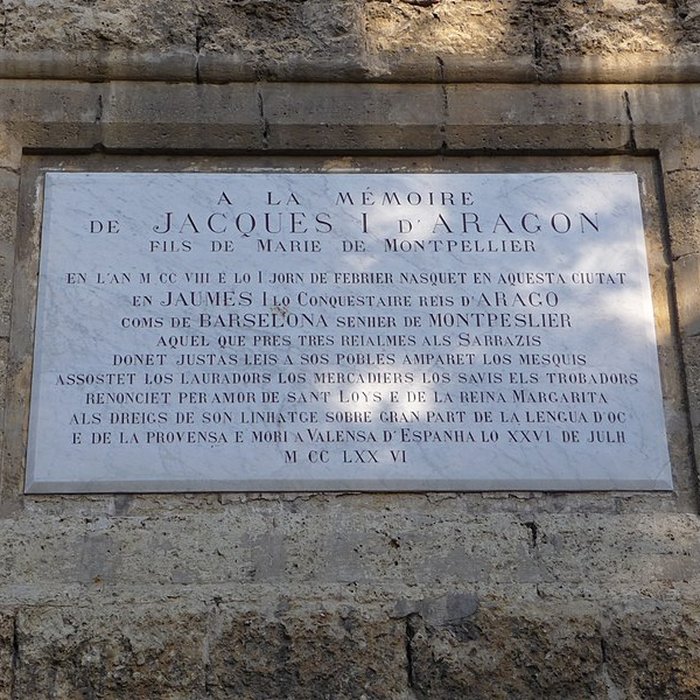 A LA MÉMOIRE
DE JACQUES I D'ARAGON
FILS DE MARIE DE MONTPELLIER
EN L'AN M CC VIII E LO I JORN DE FEBRIER NASQUET EN AQUESTA CIUTAT
EN JAUMES I LO CONQUESTAIRE REIS D'ARAGO
COMS DE BARSELONA SENHER DE MONTPESLIER
AQUEL QUE PRES TRES REIALMES ALS SARRAZIS
DONET JUSTAS LEIS A SOS POBLES AMPARET LOS MESQUIS
ASSOSTET LOS LAURADORS LOS MERCADIERS LOS SAVIS ELS TROBADORS
RENONCIET PER AMOR DE SANT LOYS E DE LA REINA MARGARITA
ALS DREIGS DE SON LINHATGE SOBRE GRAN PART DE LA LENGUA D'OC
E DE LA PROVENSA E MORI A VALENSA D'ESPANHA LO XXVI DE JULH
M CC LXX VI